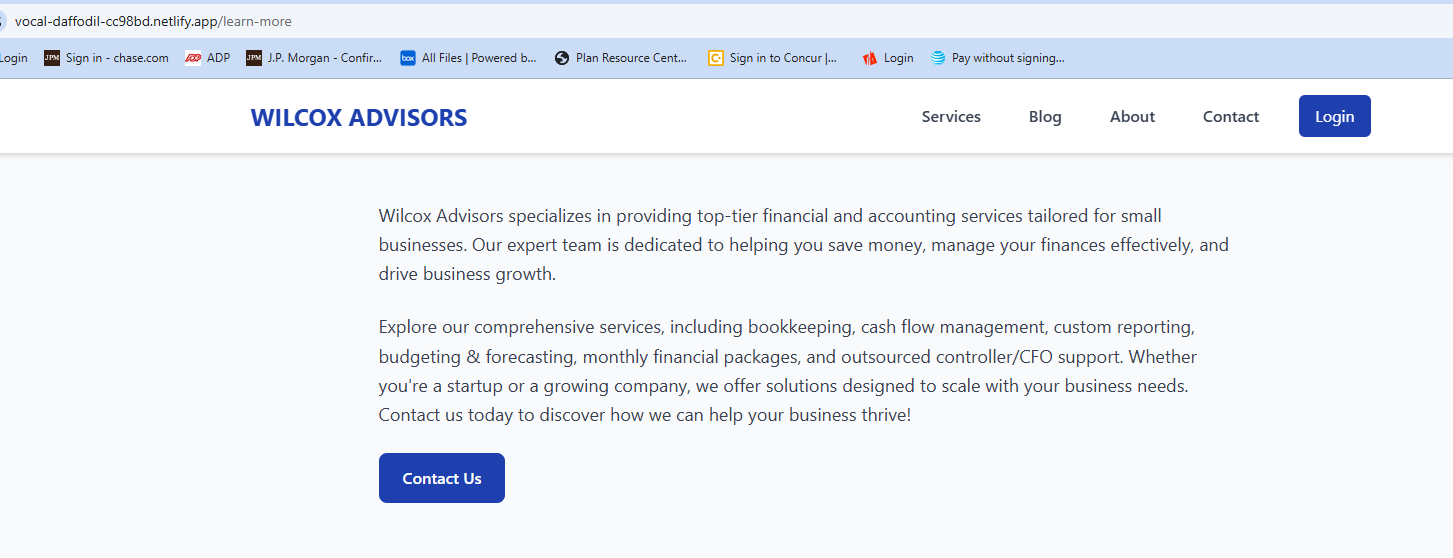 vocal-daffodil-cc98bd.netlify.app/learn-more
Login JPM Sign in - chase.com ADP ADP JPM J.P. Morgan - Confir... box All Files | Powered b... Plan Resource Cent... Sign in to Concur |... Login Pay without signing...
WILCOX ADVISORS Services Blog About Contact Login
Wilcox Advisors specializes in providing top-tier financial and accounting services tailored for small
businesses. Our expert team is dedicated to helping you save money, manage your finances effectively, and
drive business growth.
Explore our comprehensive services, including bookkeeping, cash flow management, custom reporting,
budgeting & forecasting, monthly financial packages, and outsourced controller/CFO support. Whether
you're a startup or a growing company, we offer solutions designed to scale with your business needs.
Contact us today to discover how we can help your business thrive!
Contact Us